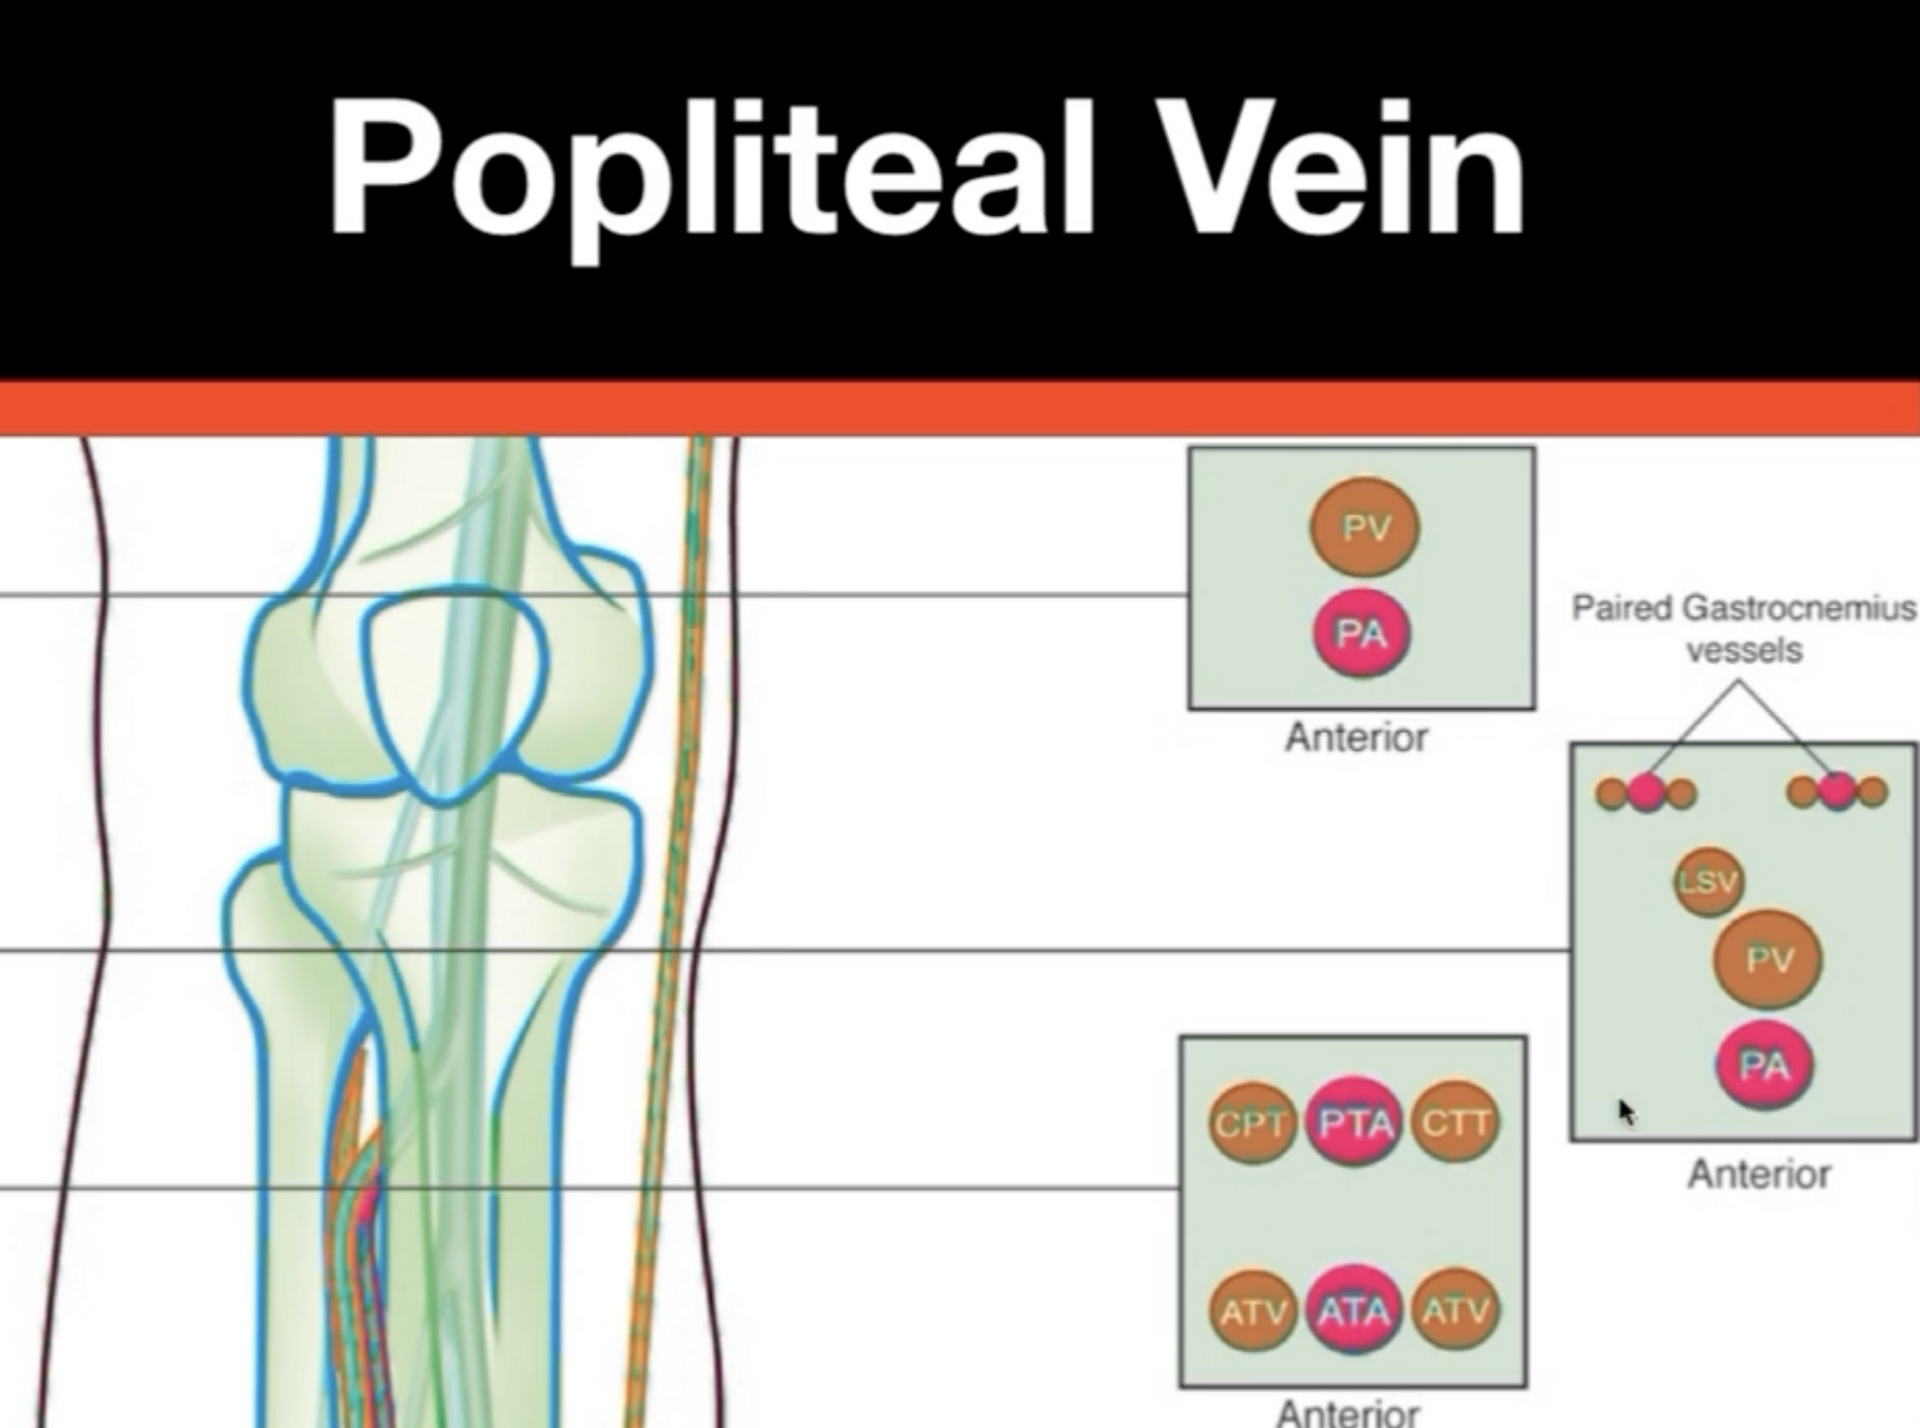 Popliteal Vein
PV
PA
Anterior
Paired Gastrocnemius
vessels
LSV
PV
PA
Anterior
CPT PTA CTT
ATV ATA ATV
Anterior